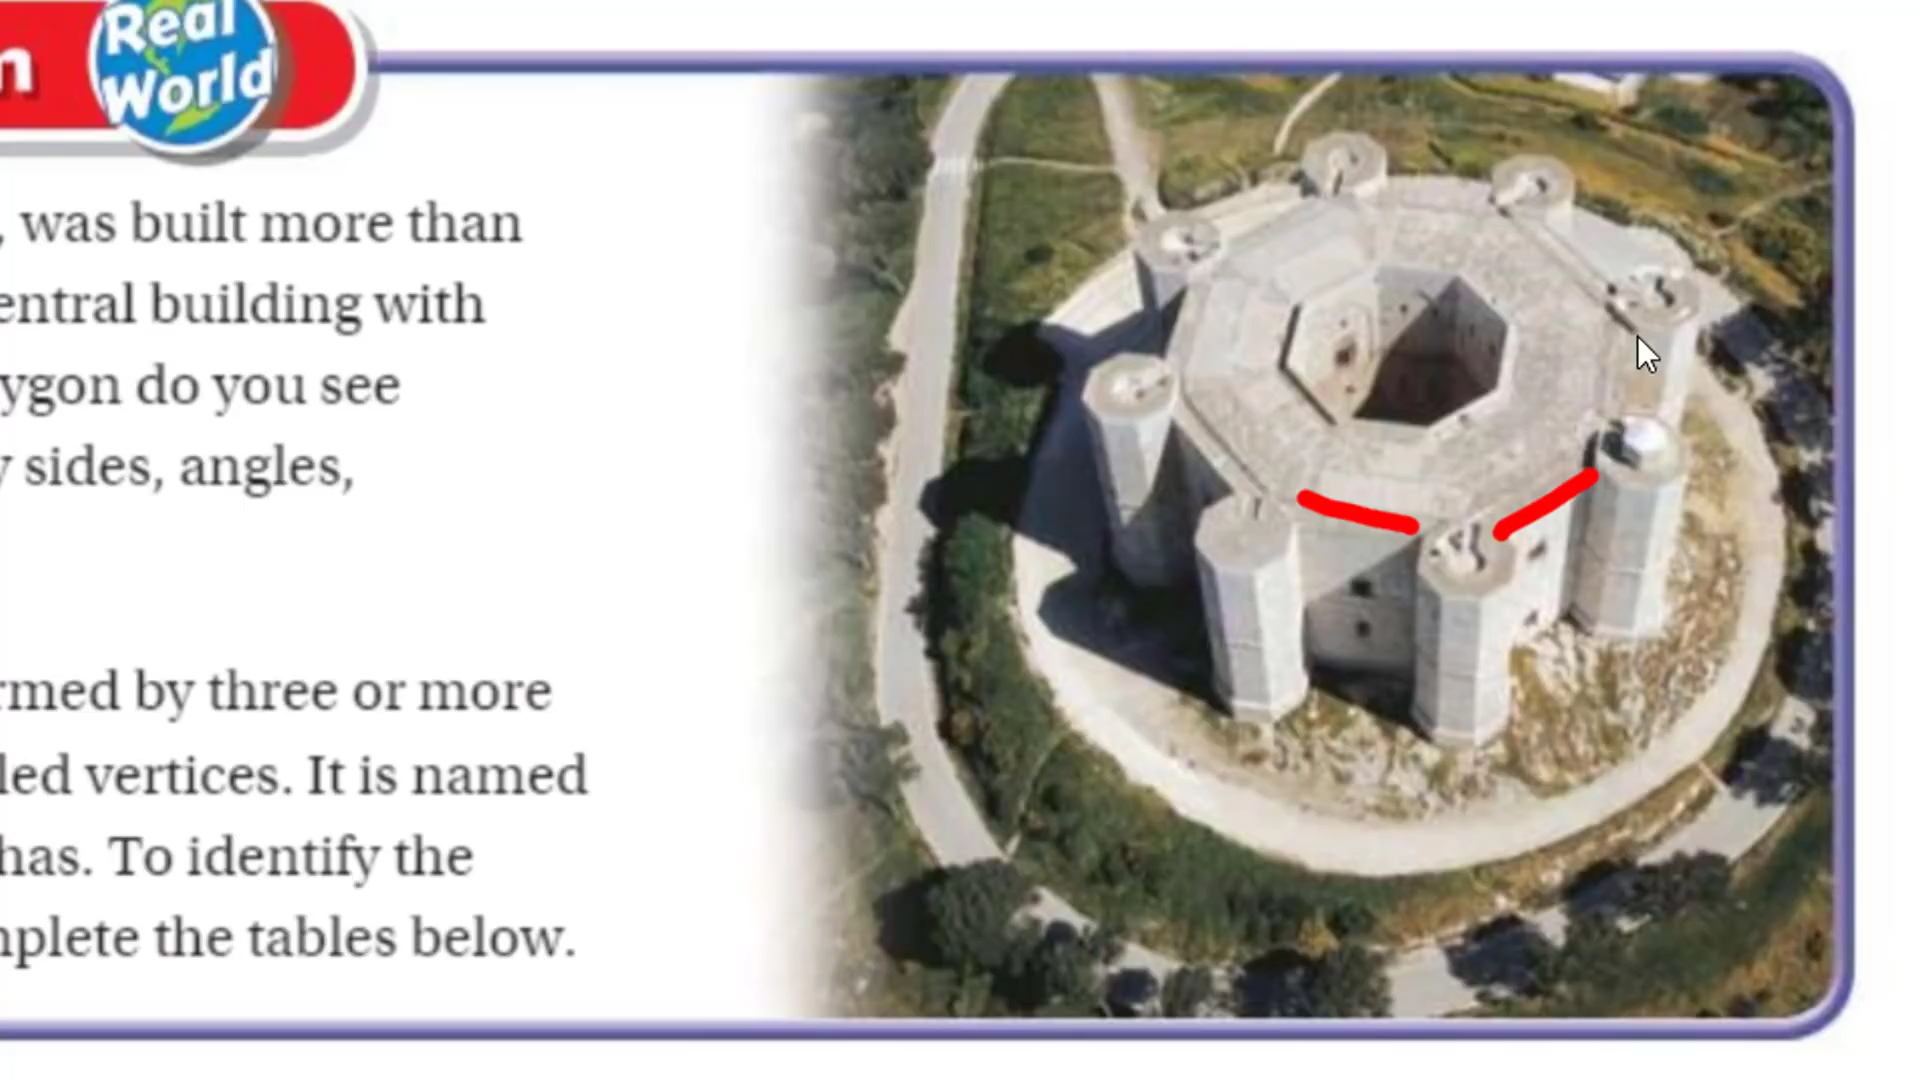 n
Real
World
, was built more than
entral building with
ygon do you see
y sides, angles,
rmed by three or more
led vertices. It is named
has. To identify the
nplete the tables below.